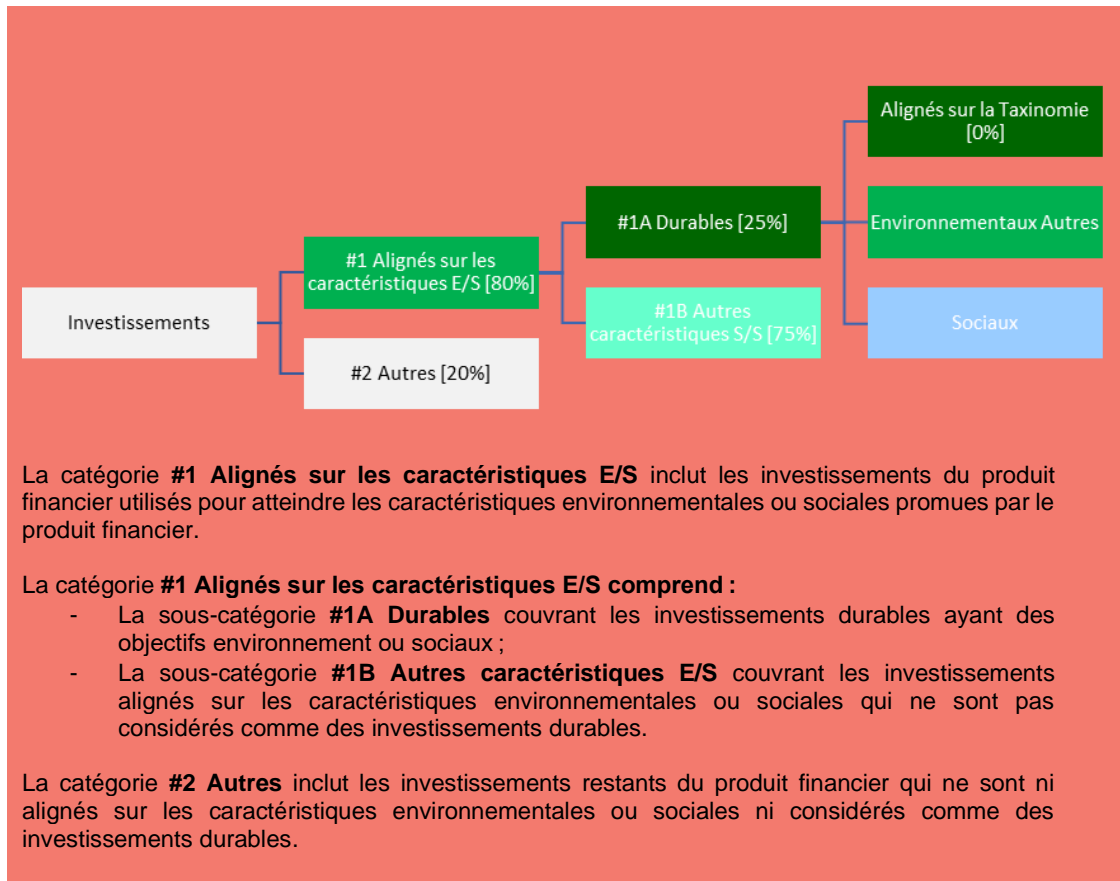 Alignés sur la Taxinomie
[0%]
#1A Durables [25%]
Environnementaux Autres
#1 Alignés sur les
caractéristiques E/S [80%]
Investissements
#1B Autres
caractéristiques S/S [75%]
Sociaux
#2 Autres [20%]
La catégorie #1 Alignés sur les caractéristiques E/S inclut les investissements du produit
financier utilisés pour atteindre les caractéristiques environnementales ou sociales promues par le
produit financier.
La catégorie #1 Alignés sur les caractéristiques E/S comprend :
- La sous-catégorie #1A Durables couvrant les investissements durables ayant des
objectifs environnement ou sociaux ;
- La sous-catégorie #1B Autres caractéristiques E/S couvrant les investissements
alignés sur les caractéristiques environnementales ou sociales qui ne sont pas
considérés comme des investissements durables.
La catégorie #2 Autres inclut les investissements restants du produit financier qui ne sont ni
alignés sur les caractéristiques environnementales ou sociales ni considérés comme des
investissements durables.